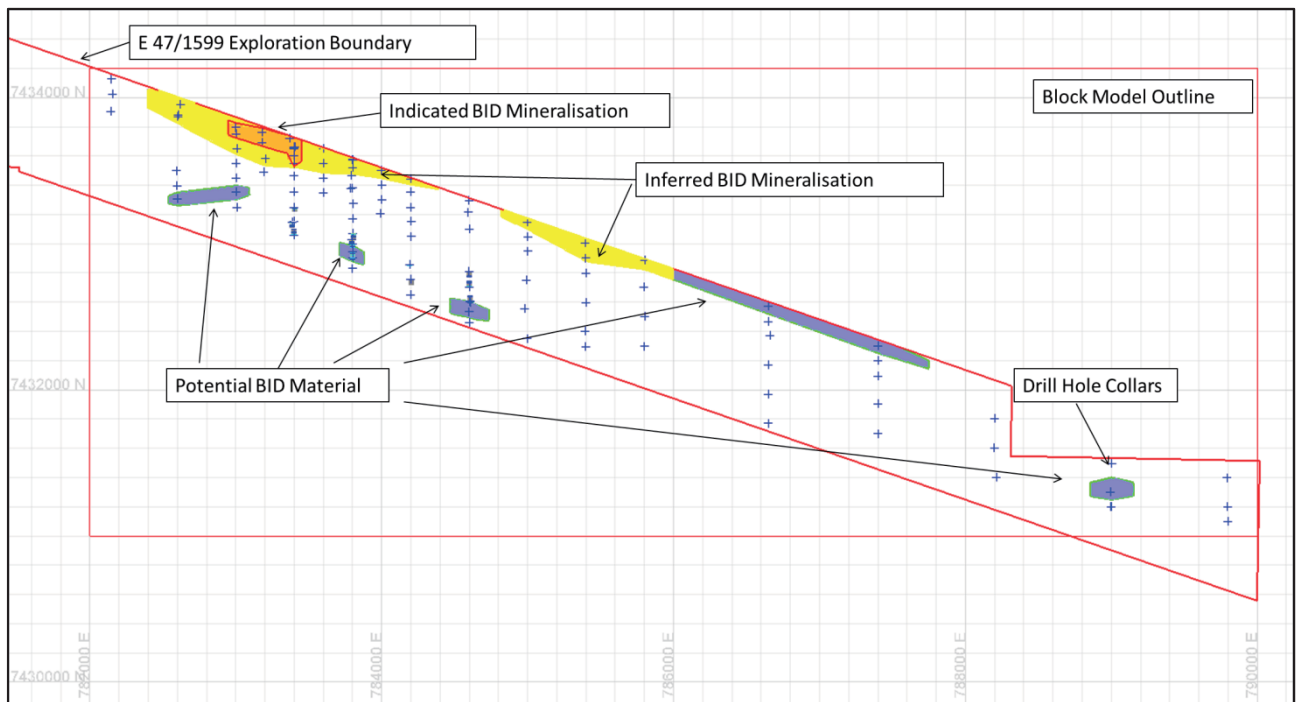 E 47/1599 Exploration Boundary
7434000 N
Indicated BID Mineralisation
Block Model Outline
Inferred BID Mineralisation
Potential BID Material
7432000 N
Drill Hole Collars
7430000 N
782000 E
784000 E
786000 E
788000 E
790000 E